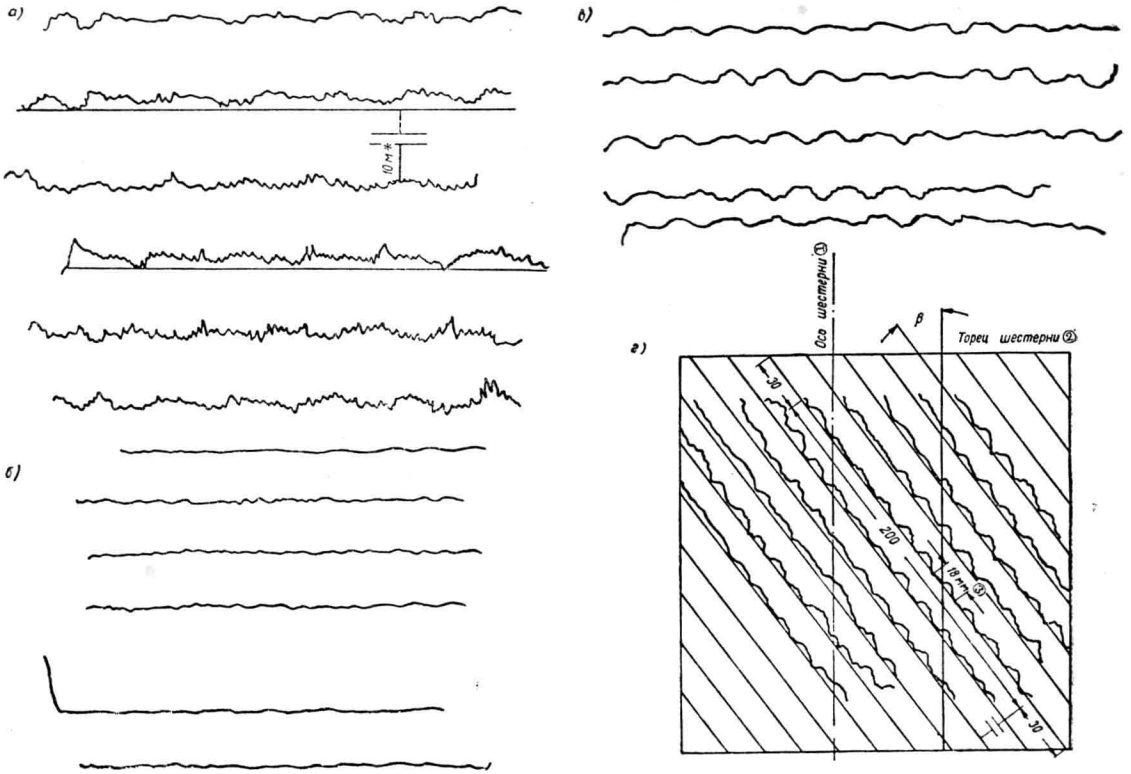 а)
10 м*
б)
в)
г)
Ось шестерни ①
β
Торец шестерни ②
30
200
18 мм ③
30